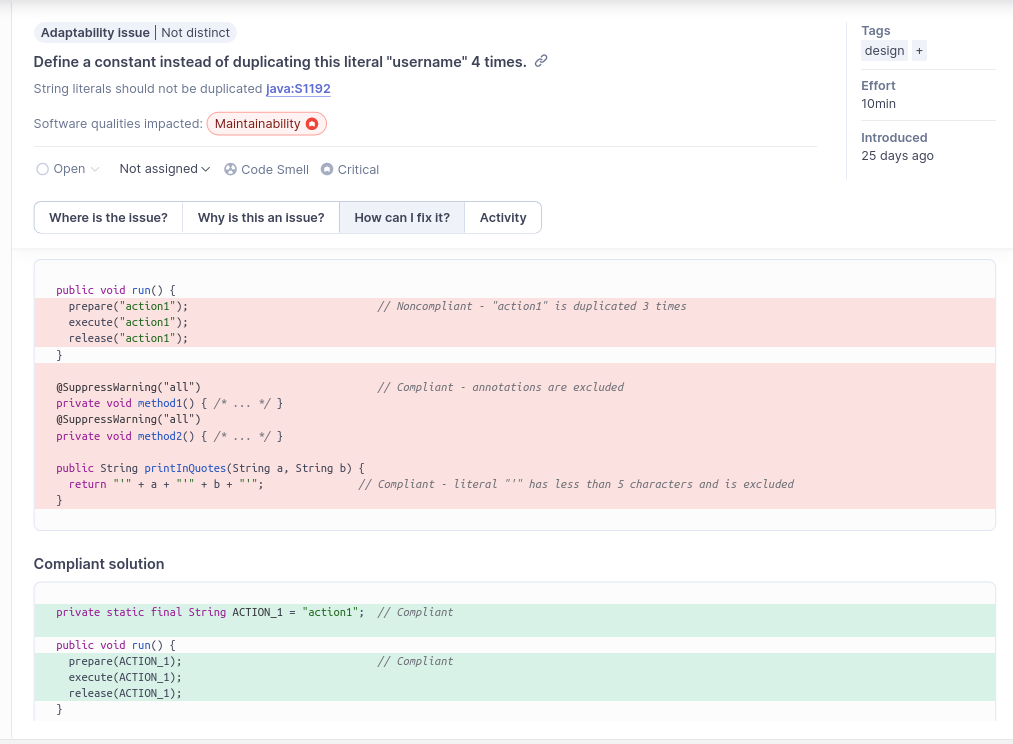 Adaptability issue | Not distinct
Define a constant instead of duplicating this literal "username" 4 times.
String literals should not be duplicated java:S1192
Software qualities impacted: Maintainability
Open Not assigned Code Smell Critical
Tags
design +
Effort
10min
Introduced
25 days ago
Where is the issue? Why is this an issue? How can I fix it? Activity
public void run() {
  prepare("action1");                              // Noncompliant - "action1" is duplicated 3 times
  execute("action1");
  release("action1");
}
@SuppressWarning("all")                            // Compliant - annotations are excluded
private void method1() { /* ... */ }
@SuppressWarning("all")
private void method2() { /* ... */ }
public String printInQuotes(String a, String b) {
  return "'" + a + "'" + b + "'";               // Compliant - literal "'" has less than 5 characters and is excluded
}
Compliant solution
private static final String ACTION_1 = "action1";  // Compliant
public void run() {
  prepare(ACTION_1);                               // Compliant
  execute(ACTION_1);
  release(ACTION_1);
}